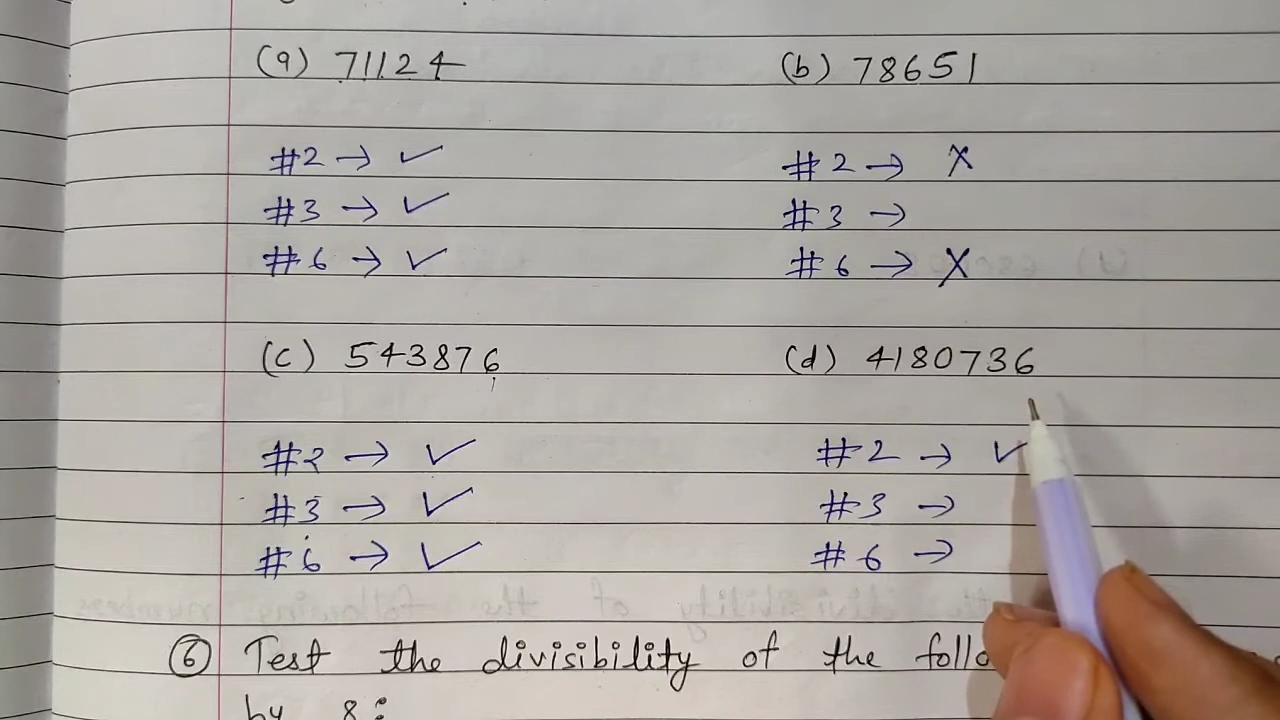 (a) 71124
(b) 78651
#2 → ✓
#3 → ✓
#6 → ✓
#2 → X
#3 →
#6 → X
(c) 543876
(d) 4180736
#2 → ✓
#3 → ✓
#6 → ✓
#2 → ✓
#3 →
#6 →
⑥ Test the divisibility of the
by 8: